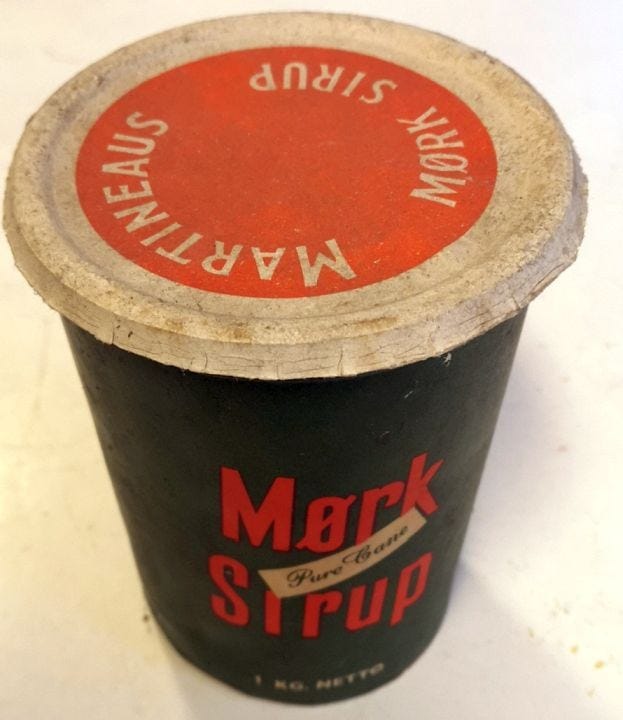 MARTINEAUS
MØRK SIRUP
Mørk
Pure Cane
Sirup
1 KG. NETTO